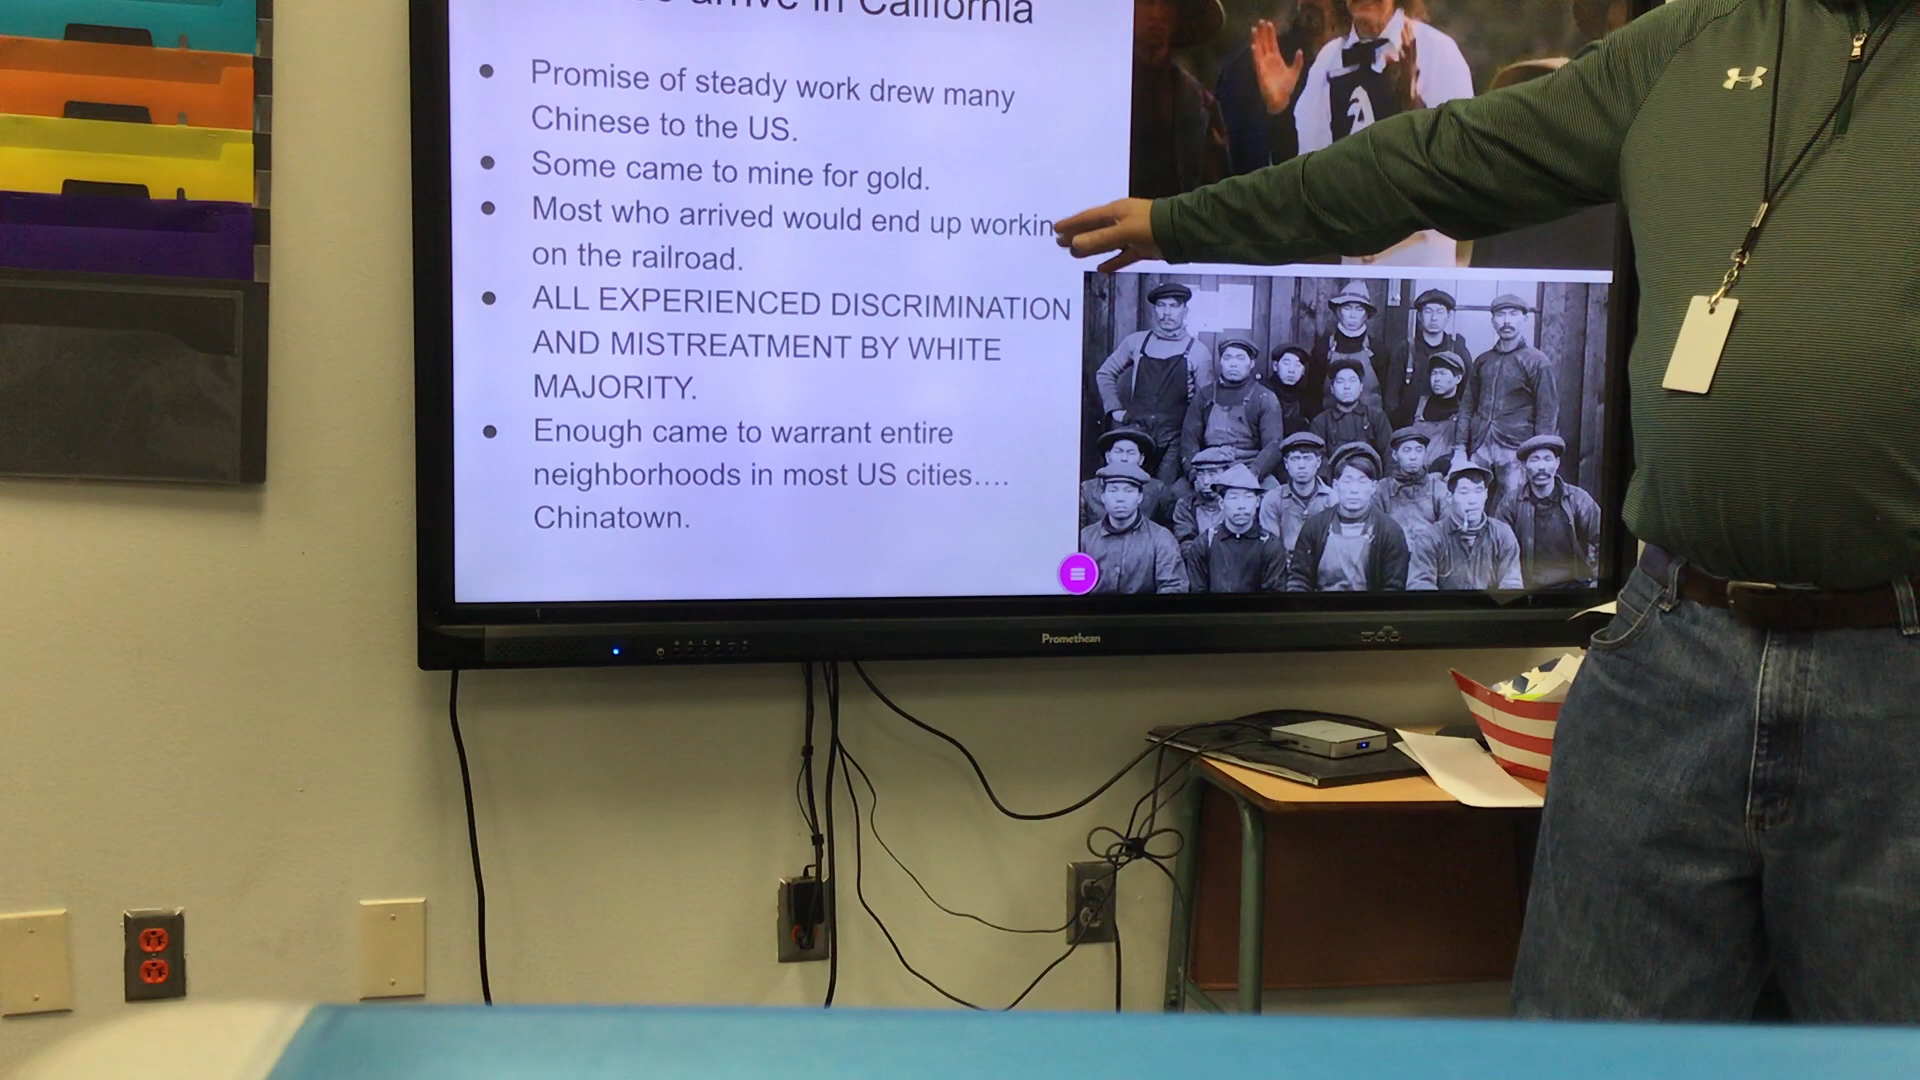 arrive in California
Promise of steady work drew many
Chinese to the US.
Some came to mine for gold.
Most who arrived would end up workin
on the railroad.
ALL EXPERIENCED DISCRIMINATION
AND MISTREATMENT BY WHITE
MAJORITY.
Enough came to warrant entire
neighborhoods in most US cities….
Chinatown.
Promethean